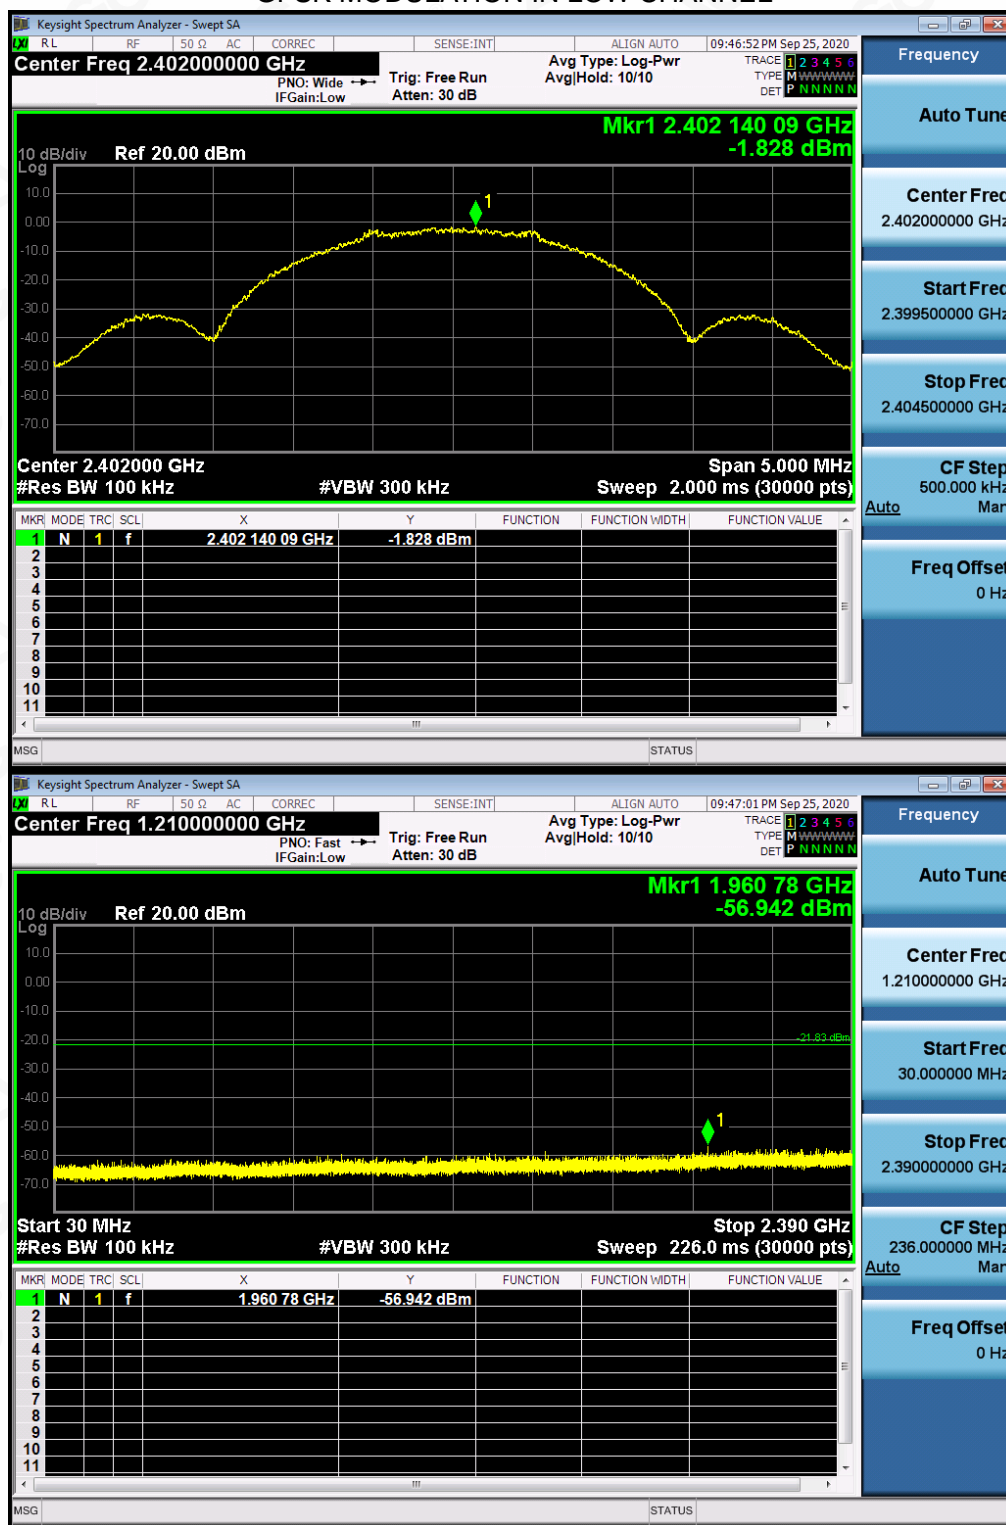 Keysight Spectrum Analyzer - Swept SA
LXI RL RF 50 Ω AC CORREC SENSE:INT ALIGN AUTO 09:46:52 PM Sep 25, 2020
Center Freq 2.402000000 GHz
PNO: Wide
IFGain:Low
Trig: Free Run
Atten: 30 dB
Avg Type: Log-Pwr
Avg|Hold: 10/10
TRACE 1 2 3 4 5 6
TYPE M WWWWW
DET P N N N N N
Mkr1 2.402 140 09 GHz
-1.828 dBm
10 dB/div Ref 20.00 dBm
Log
10.0
0.00
-10.0
-20.0
-30.0
-40.0
-50.0
-60.0
-70.0
1
Center 2.402000 GHz Span 5.000 MHz
#Res BW 100 kHz #VBW 300 kHz Sweep 2.000 ms (30000 pts)
MKR MODE TRC SCL X Y FUNCTION FUNCTION WIDTH FUNCTION VALUE
1 N 1 f 2.402 140 09 GHz -1.828 dBm
2
3
4
5
6
7
8
9
10
11
MSG STATUS
Frequency
Auto Tune
Center Freq
2.402000000 GHz
Start Freq
2.399500000 GHz
Stop Freq
2.404500000 GHz
CF Step
500.000 kHz
Auto Man
Freq Offset
0 Hz
Keysight Spectrum Analyzer - Swept SA
LXI RL RF 50 Ω AC CORREC SENSE:INT ALIGN AUTO 09:47:01 PM Sep 25, 2020
Center Freq 1.210000000 GHz
PNO: Fast
IFGain:Low
Trig: Free Run
Atten: 30 dB
Avg Type: Log-Pwr
Avg|Hold: 10/10
TRACE 1 2 3 4 5 6
TYPE M WWWWW
DET P N N N N N
Mkr1 1.960 78 GHz
-56.942 dBm
10 dB/div Ref 20.00 dBm
Log
10.0
0.00
-10.0
-20.0
-30.0
-40.0
-50.0
-60.0
-70.0
-21.83 dBm
1
Start 30 MHz Stop 2.390 GHz
#Res BW 100 kHz #VBW 300 kHz Sweep 226.0 ms (30000 pts)
MKR MODE TRC SCL X Y FUNCTION FUNCTION WIDTH FUNCTION VALUE
1 N 1 f 1.960 78 GHz -56.942 dBm
2
3
4
5
6
7
8
9
10
11
MSG STATUS
Frequency
Auto Tune
Center Freq
1.210000000 GHz
Start Freq
30.000000 MHz
Stop Freq
2.390000000 GHz
CF Step
236.000000 MHz
Auto Man
Freq Offset
0 Hz